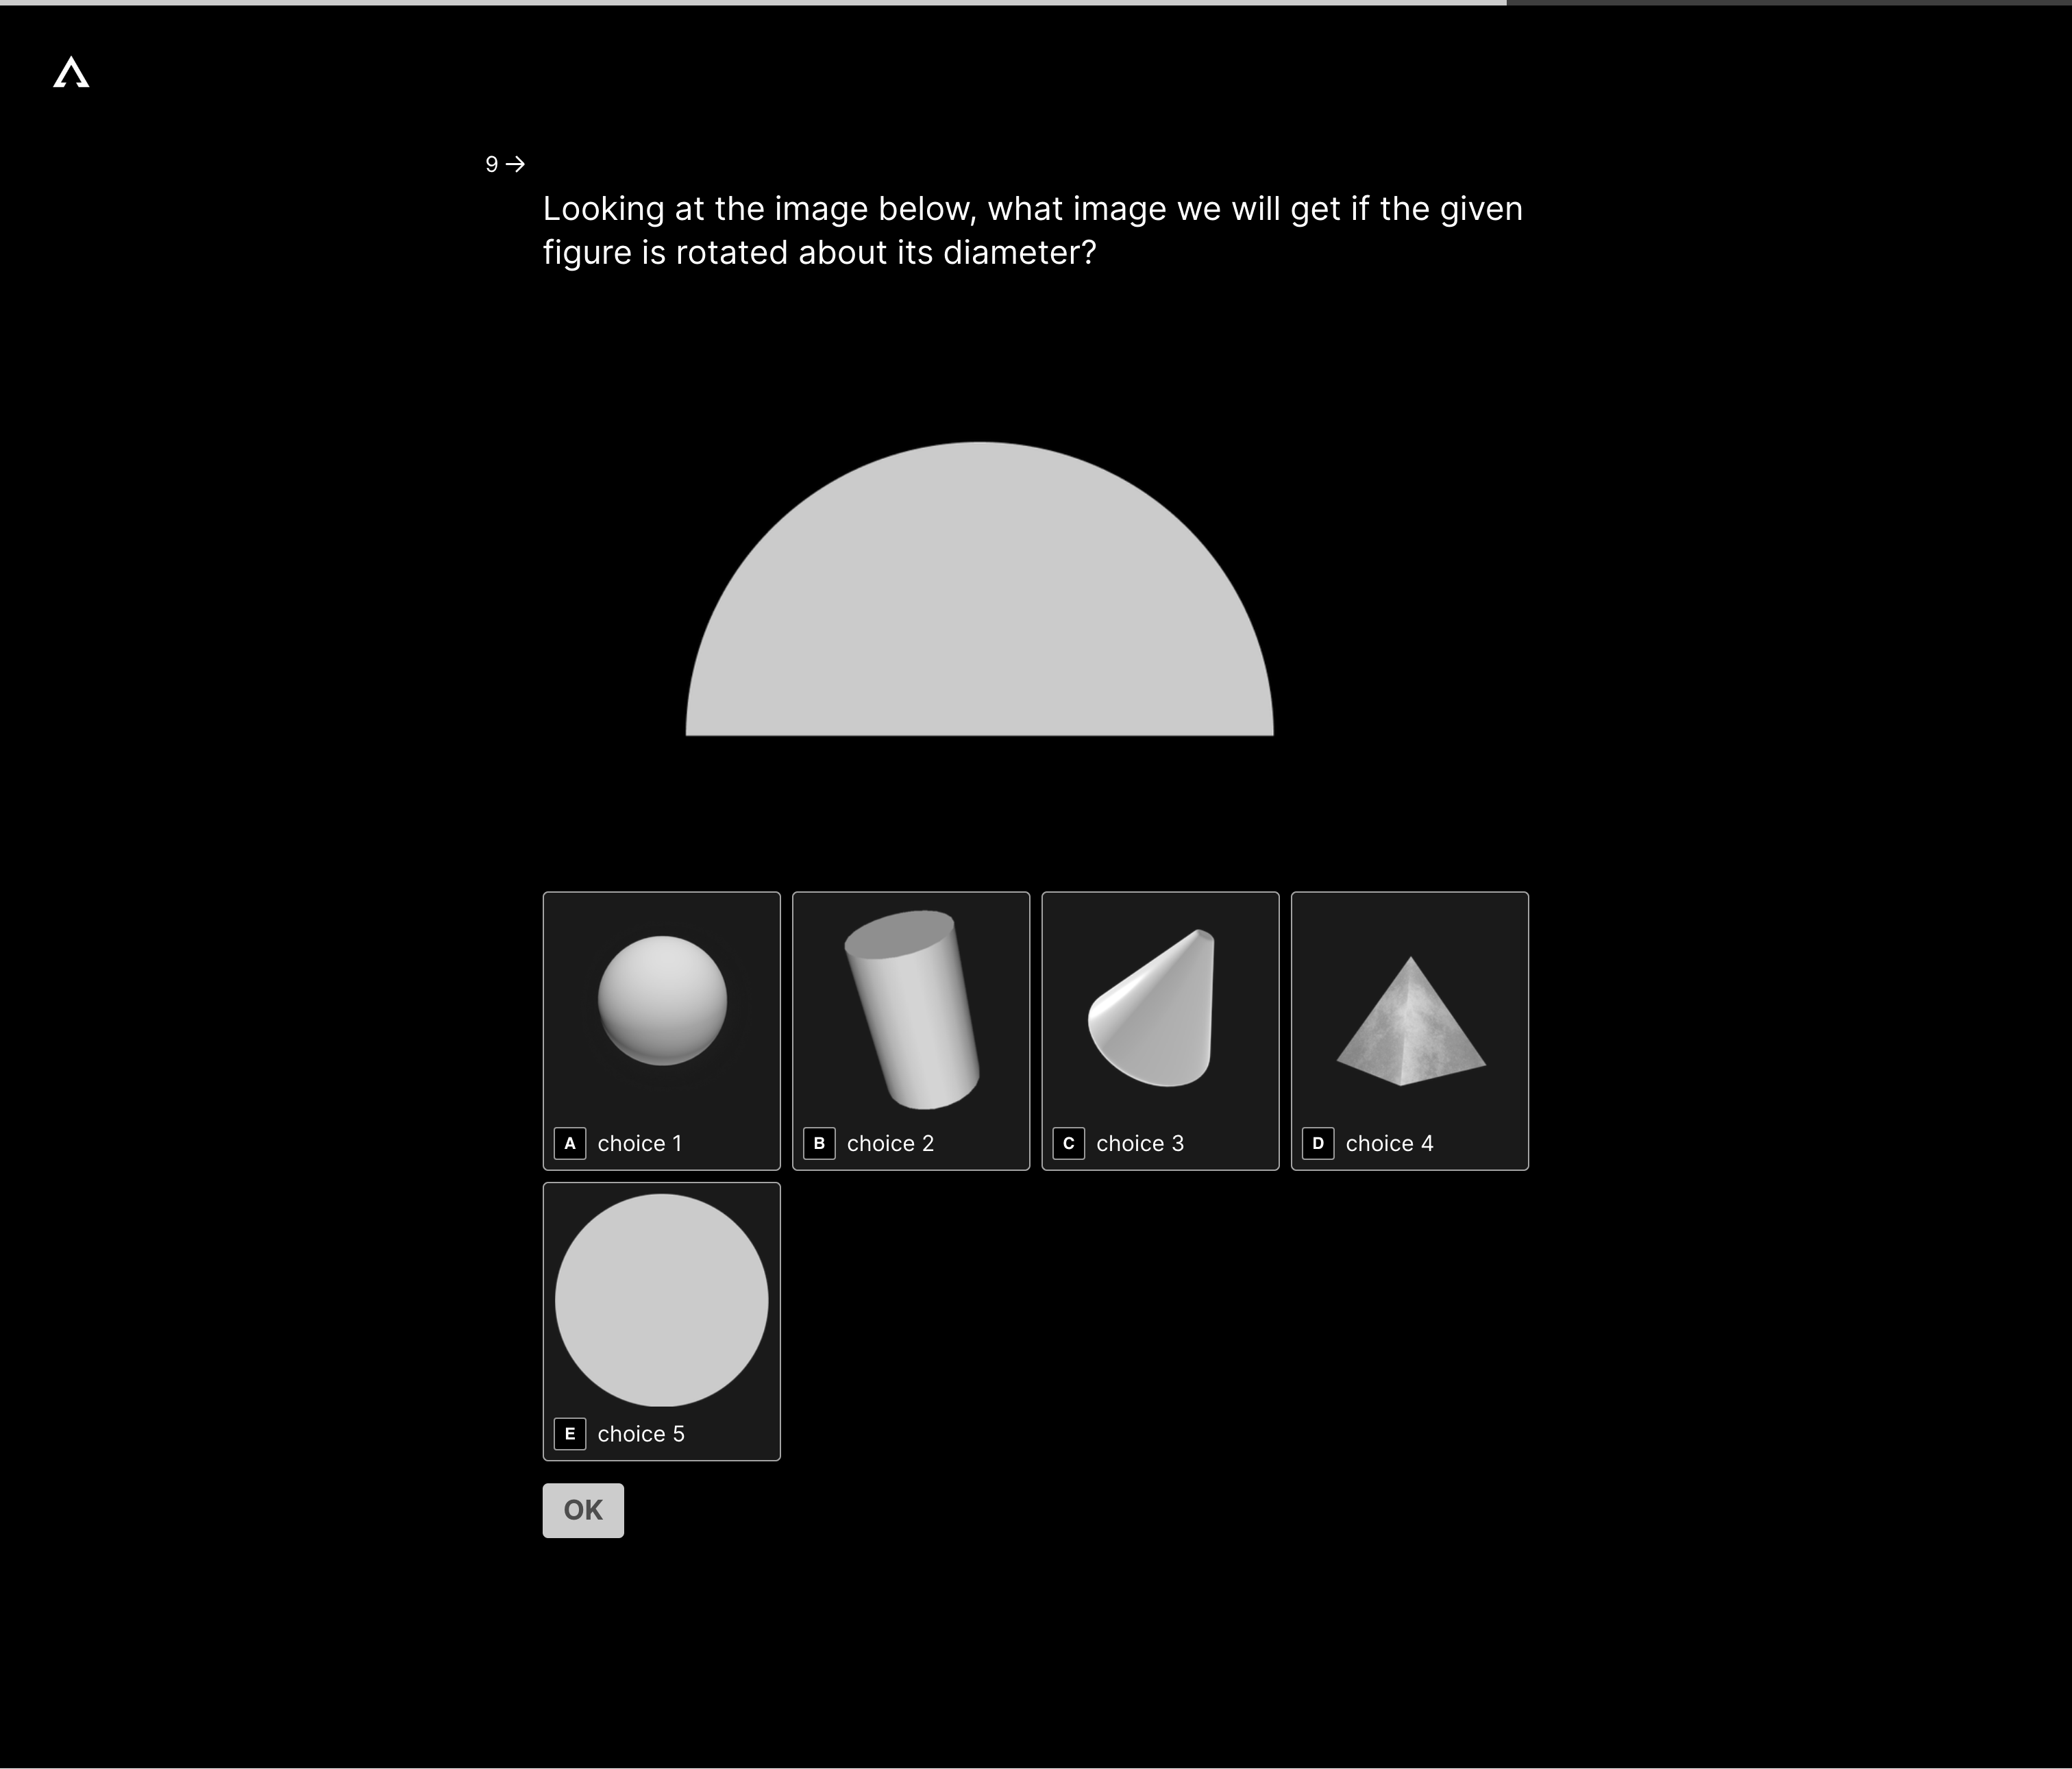 9
Looking at the image below, what image we will get if the given
figure is rotated about its diameter?
A choice 1
B choice 2
C choice 3
D choice 4
E choice 5
OK